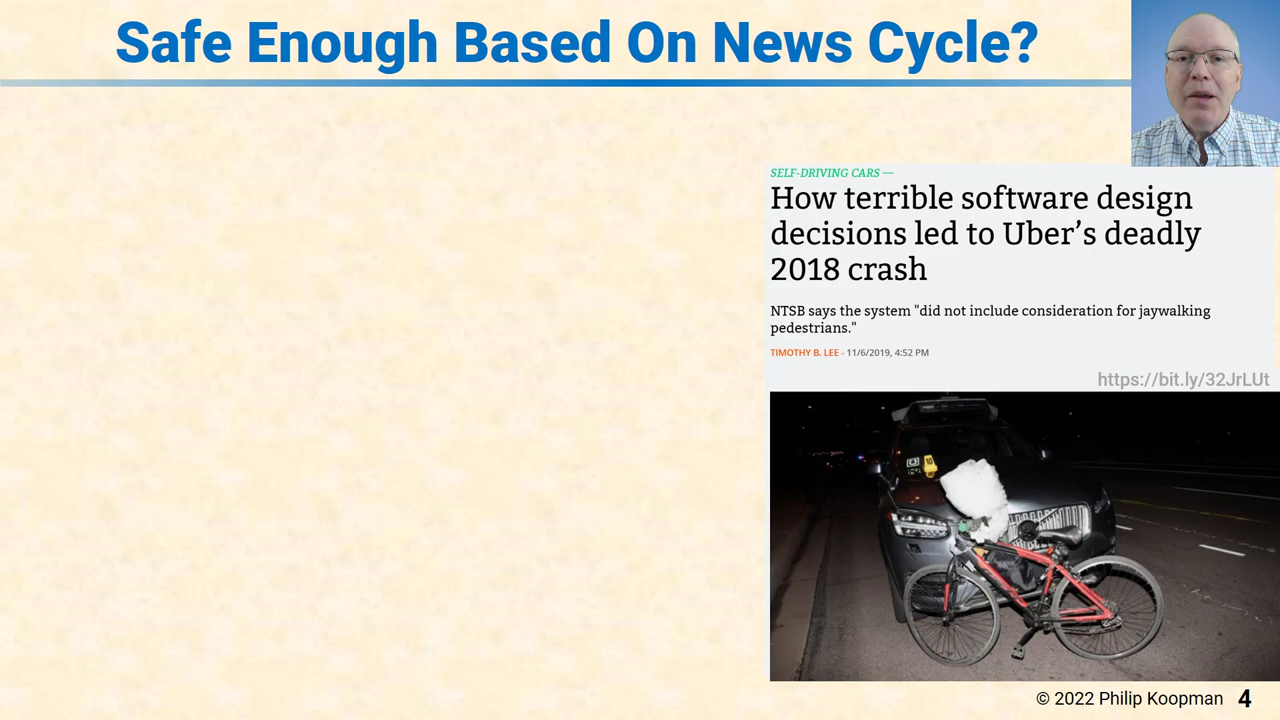 Safe Enough Based On News Cycle?
SELF-DRIVING CARS —
How terrible software design
decisions led to Uber’s deadly
2018 crash
NTSB says the system "did not include consideration for jaywalking
pedestrians."
TIMOTHY B. LEE - 11/6/2019, 4:52 PM
https://bit.ly/32JrLUt
10
© 2022 Philip Koopman 4